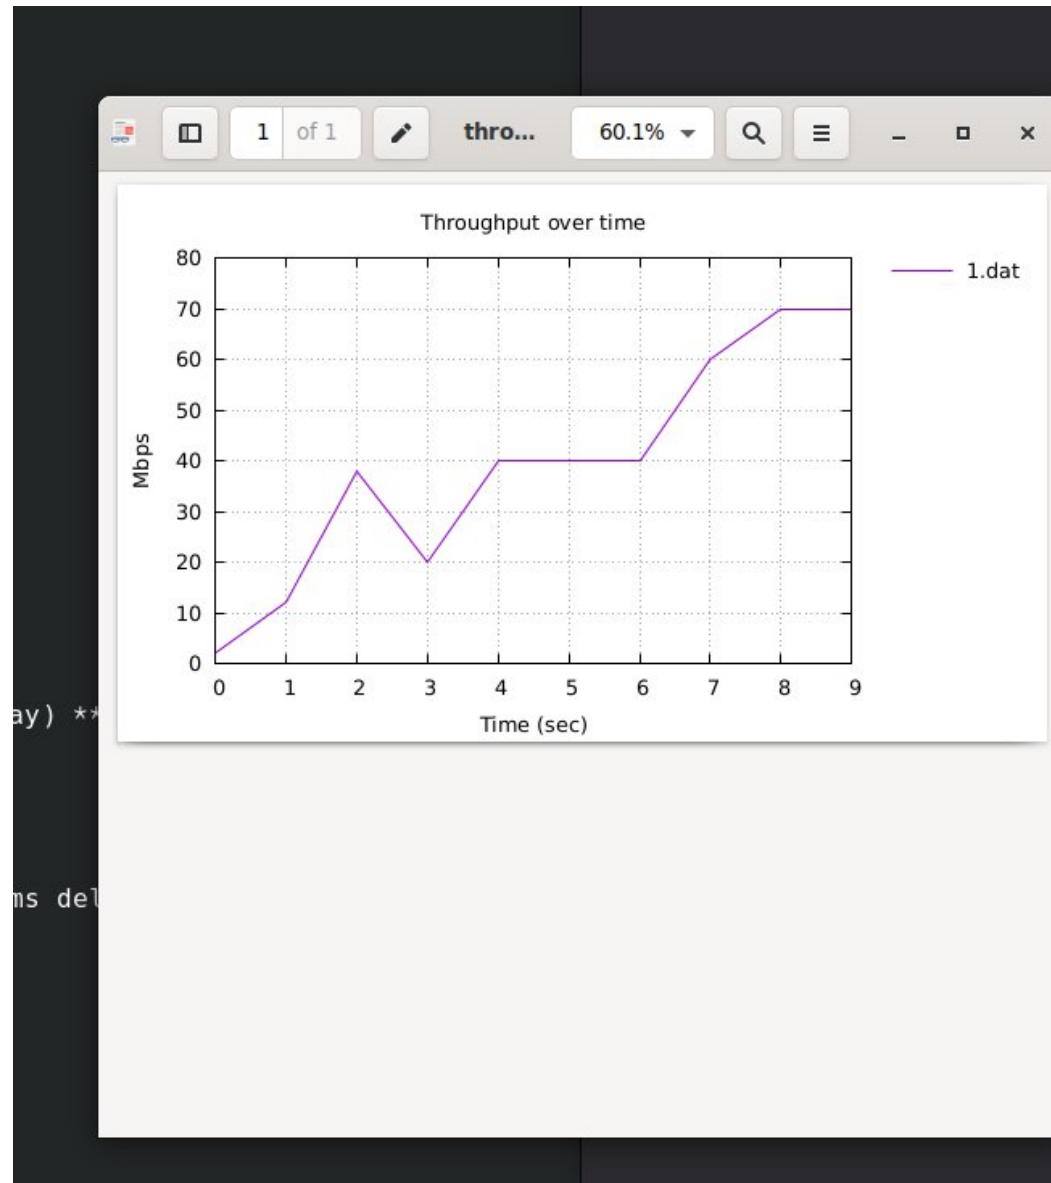 1 of 1 thro... 60.1%
Throughput over time
80
1.dat
70
60
50
40
30
20
10
0
Mbps
0 1 2 3 4 5 6 7 8 9
Time (sec)
ay) **
ms del